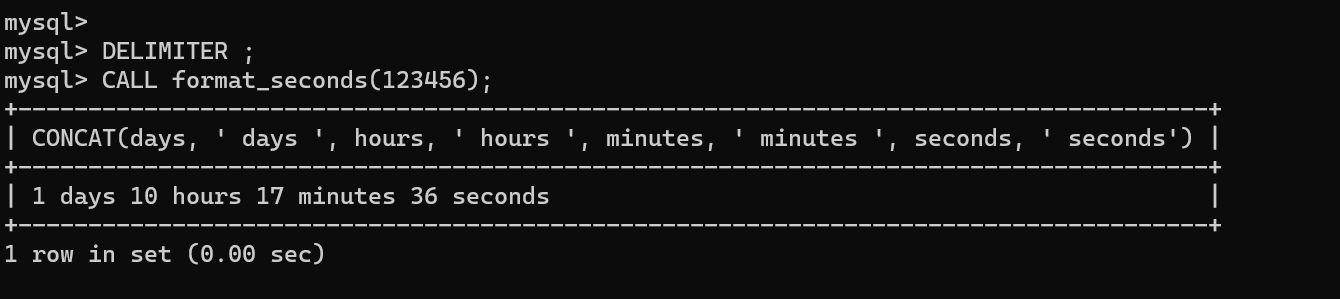 mysql>
mysql> DELIMITER ;
mysql> CALL format_seconds(123456);
+-------------------------------------------------------------------------------------+
| CONCAT(days, ' days ', hours, ' hours ', minutes, ' minutes ', seconds, ' seconds') |
+-------------------------------------------------------------------------------------+
| 1 days 10 hours 17 minutes 36 seconds                                               |
+-------------------------------------------------------------------------------------+
1 row in set (0.00 sec)